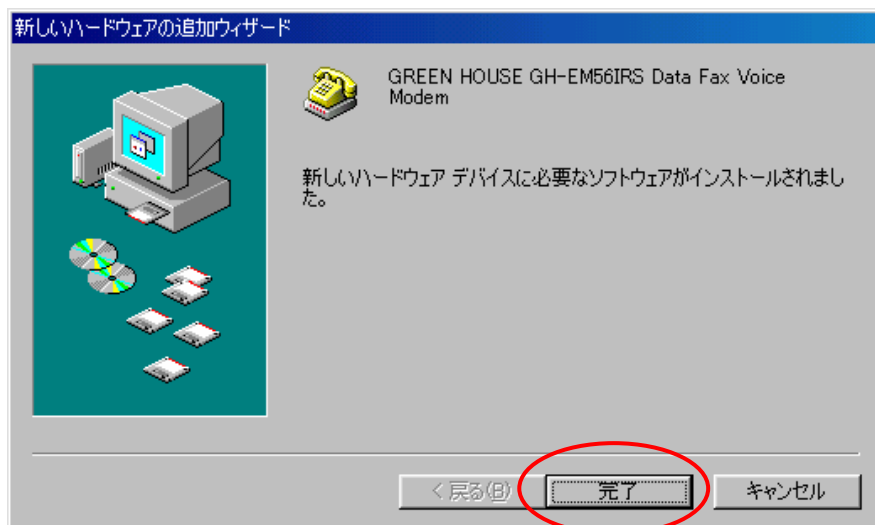 新しいハードウェアの追加ウィザード
GREEN HOUSE GH-EM56IRS Data Fax Voice
Modem
新しいハードウェア デバイスに必要なソフトウェアがインストールされまし
た。
< 戻る(B)
完了
キャンセル